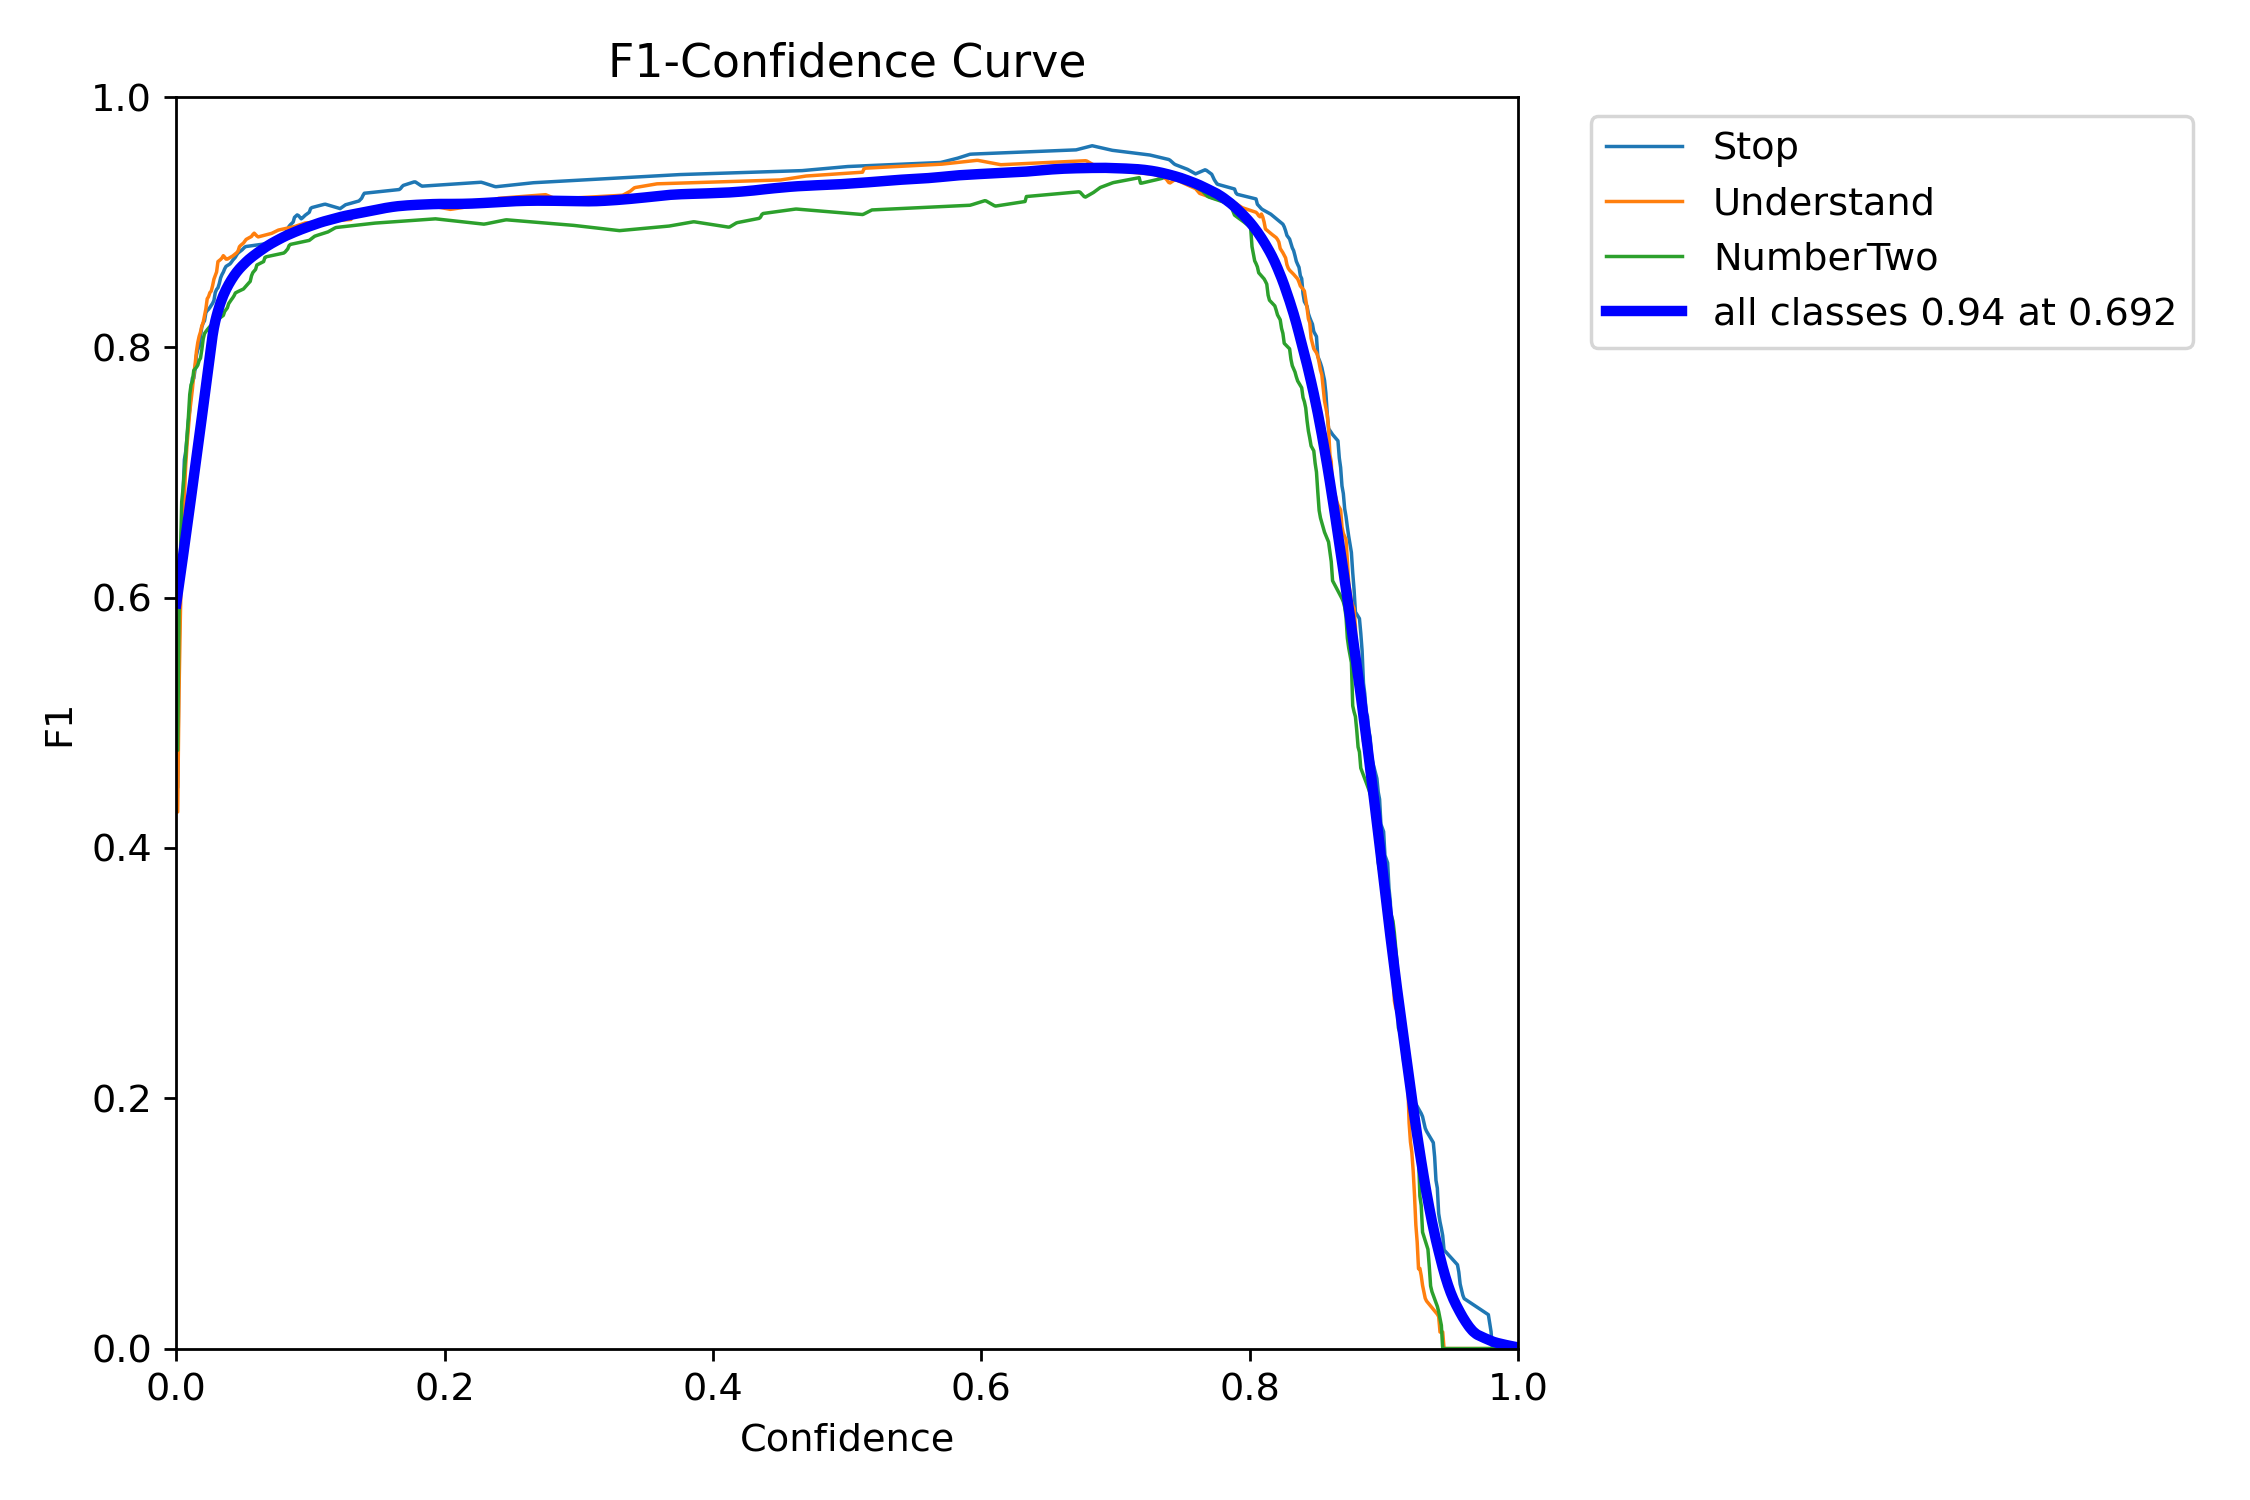 F1-Confidence Curve
1.0
0.8
0.6
0.4
0.2
0.0
F1
0.0 0.2 0.4 0.6 0.8 1.0
Confidence
Stop
Understand
NumberTwo
all classes 0.94 at 0.692